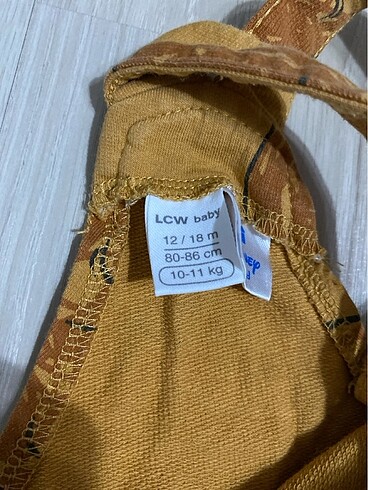 LCW baby
12 / 18 m
80-86 cm
10-11 kg